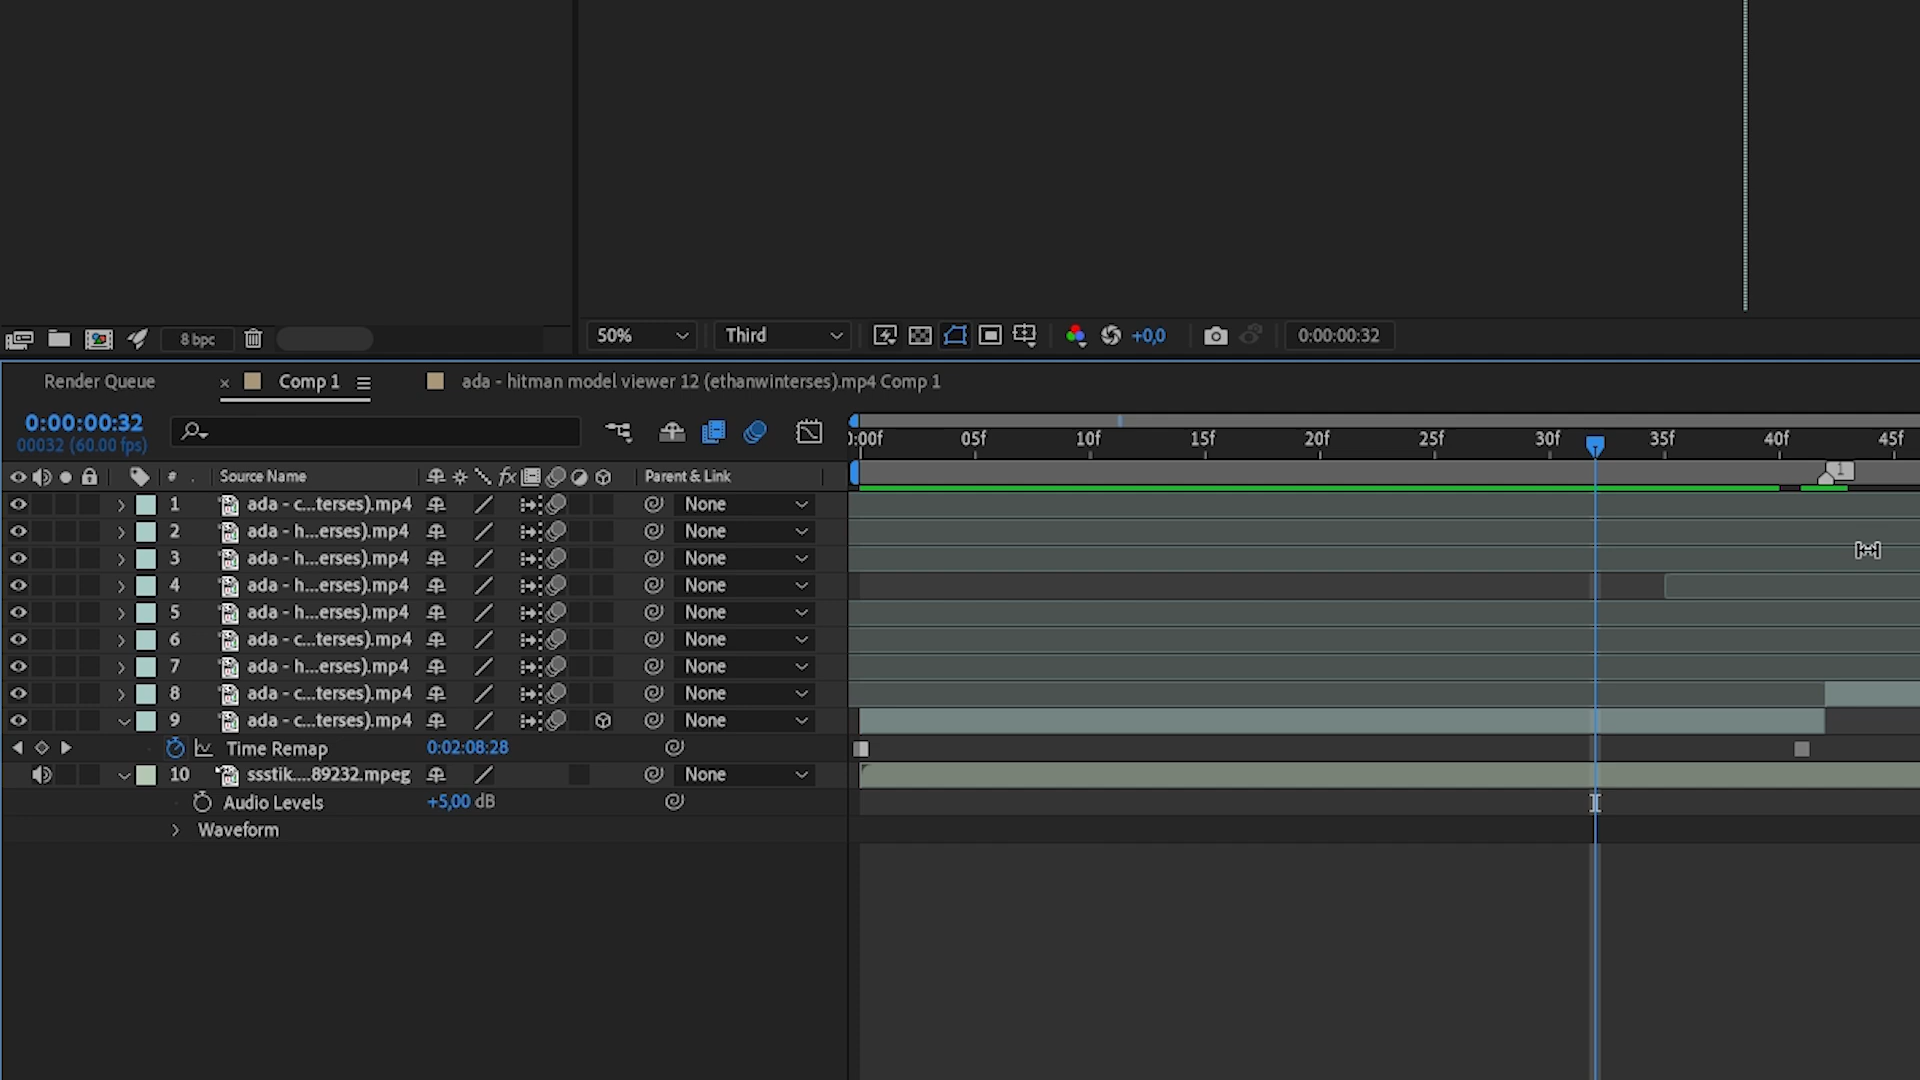 8 bpc
50% Third +0,0 0:00:00:32
Render Queue × Comp 1 ada - hitman model viewer 12 (ethanwinterses).mp4 Comp 1
0:00:00:32
00032 (60.00 fps)
):00f 05f 10f 15f 20f 25f 30f 35f 40f 45f
# . Source Name fx Parent & Link 1
1 ada - c...terses).mp4 None
2 ada - h...erses).mp4 None
3 ada - h...erses).mp4 None
4 ada - h...erses).mp4 None
5 ada - h...erses).mp4 None
6 ada - c...terses).mp4 None
7 ada - h...erses).mp4 None
8 ada - c...terses).mp4 None
9 ada - c...terses).mp4 None
Time Remap 0:02:08:28
10 ssstik....89232.mpeg None
Audio Levels +5,00 dB
Waveform